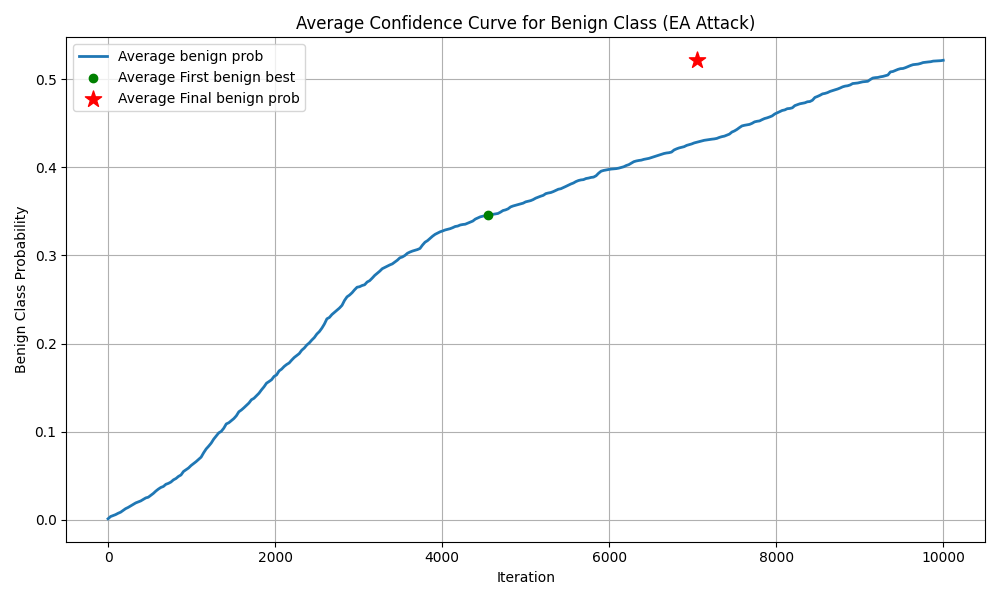 Average Confidence Curve for Benign Class (EA Attack)
Average benign prob
Average First benign best
Average Final benign prob
Benign Class Probability
0.5
0.4
0.3
0.2
0.1
0.0
0 2000 4000 6000 8000 10000
Iteration